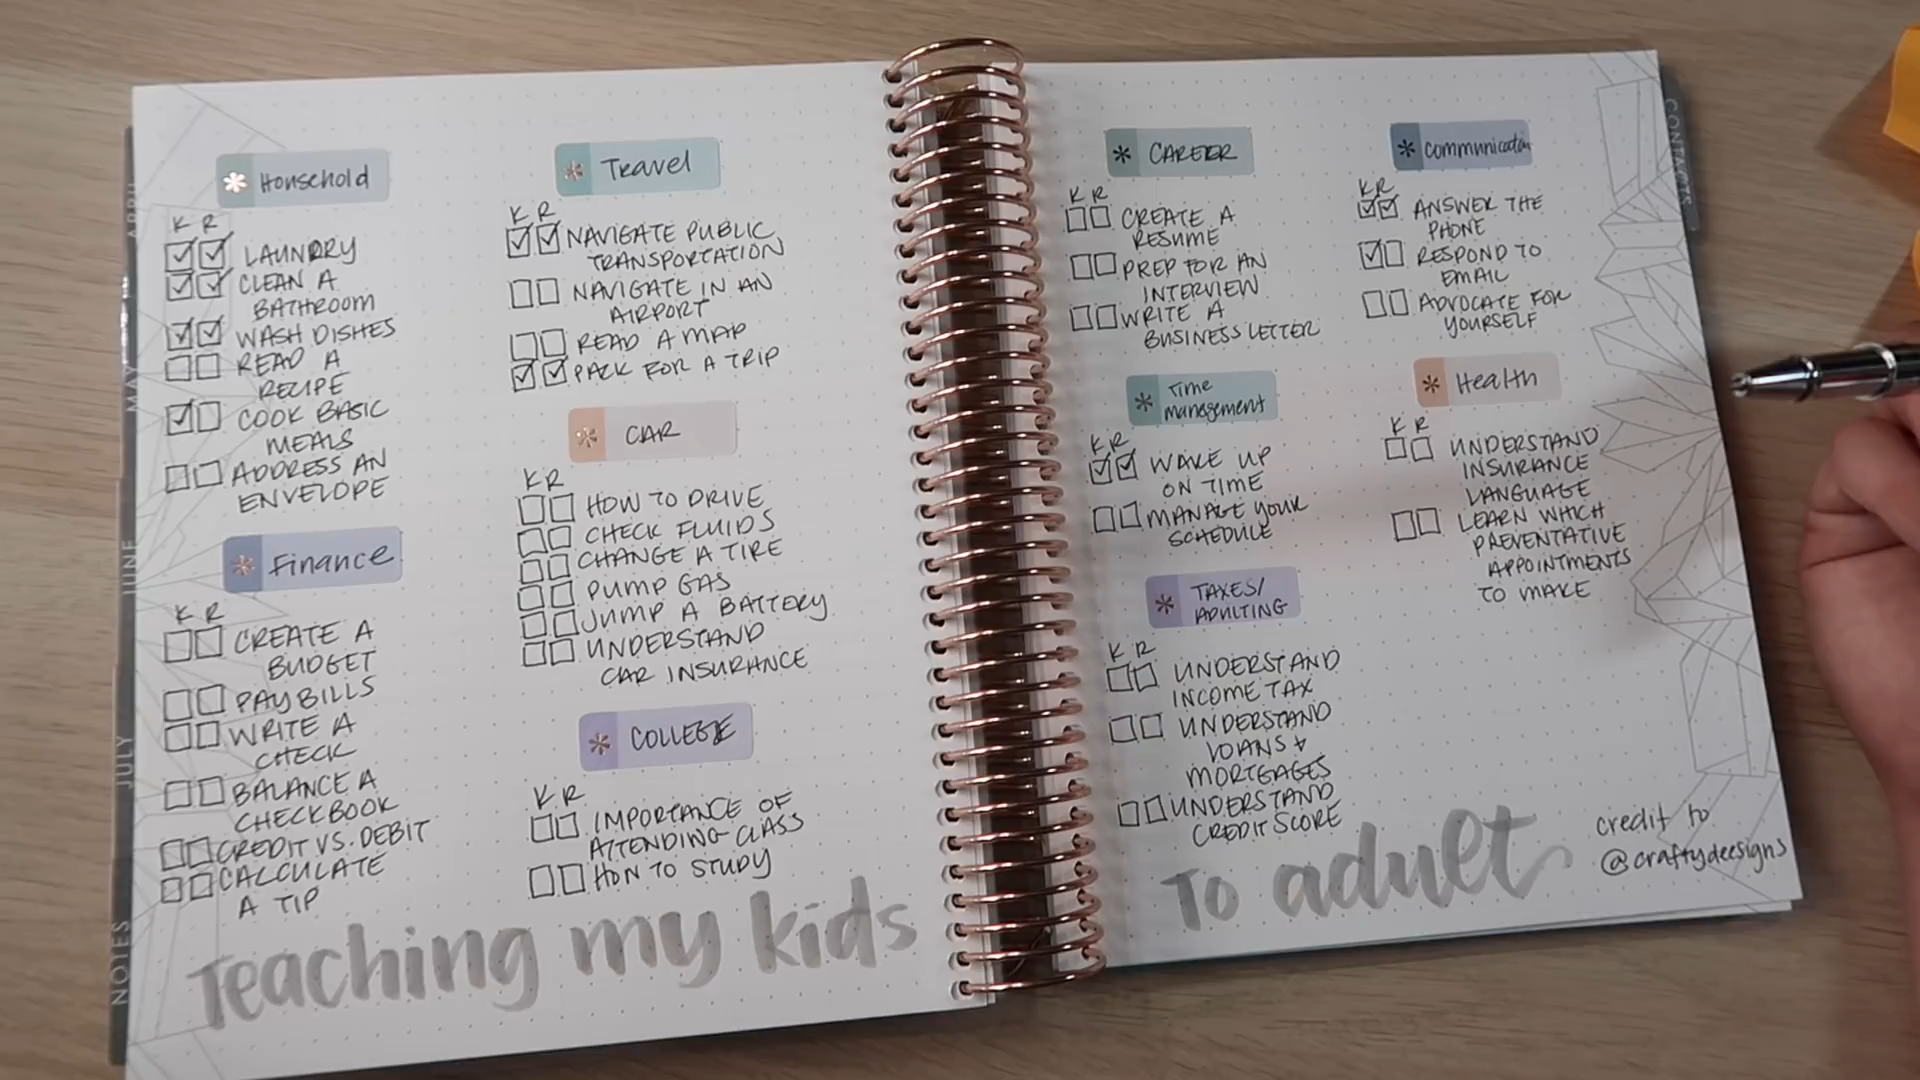 * Household
K R
LAUNDRY
CLEAN A
BATHROOM
WASH DISHES
READ A
RECIPE
COOK BASIC
MEALS
ADDRESS AN
ENVELOPE
* Finance
K R
CREATE A
BUDGET
PAY BILLS
WRITE A
CHECK
BALANCE A
CHECKBOOK
CREDIT VS. DEBIT
CALCULATE
A TIP
* Travel
K R
NAVIGATE PUBLIC
TRANSPORTATION
NAVIGATE IN AN
AIRPORT
READ A MAP
PACK FOR A TRIP
* CAR
K R
HOW TO DRIVE
CHECK FLUIDS
CHANGE A TIRE
PUMP GAS
JUMP A BATTERY
UNDERSTAND
CAR INSURANCE
* COLLEGE
K R
IMPORTANCE OF
ATTENDING CLASS
HOW TO STUDY
Teaching my kids
* CAREER
K R
CREATE A
RESUME
PREP FOR AN
INTERVIEW
WRITE A
BUSINESS LETTER
* Time
management
K R
WAKE UP
ON TIME
MANAGE YOUR
SCHEDULE
* TAXES/
ADULTING
K R
UNDERSTAND
INCOME TAX
UNDERSTAND
LOANS +
MORTGAGES
UNDERSTAND
CREDIT SCORE
* Communication
K R
ANSWER THE
PHONE
RESPOND TO
EMAIL
ADVOCATE FOR
YOURSELF
* Health
K R
UNDERSTAND
INSURANCE
LANGUAGE
LEARN WHICH
PREVENTATIVE
APPOINTMENTS
TO MAKE
To adult
credit to
@craftydeesigns
APRIL
MAY
JUNE
JULY
NOTES
CONTACTS